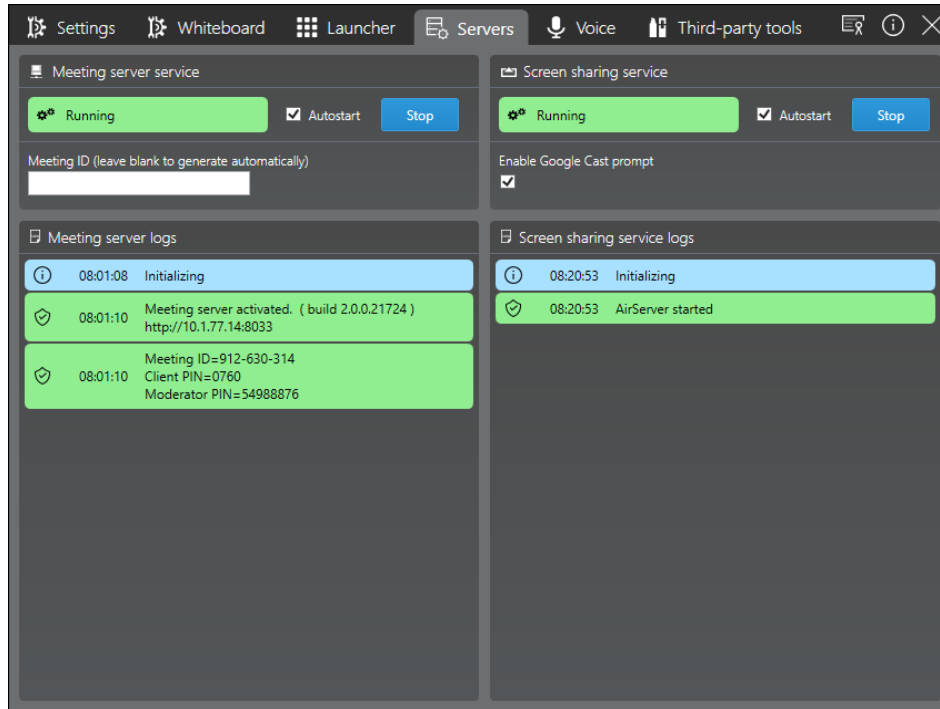 Settings
Whiteboard
Launcher
Servers
Voice
Third-party tools
Meeting server service
Running
Autostart
Stop
Meeting ID (leave blank to generate automatically)
Screen sharing service
Running
Autostart
Stop
Enable Google Cast prompt
Meeting server logs
08:01:08 Initializing
08:01:10 Meeting server activated. ( build 2.0.0.21724 )
http://10.1.77.14:8033
08:01:10 Meeting ID=912-630-314
Client PIN=0760
Moderator PIN=54988876
Screen sharing service logs
08:20:53 Initializing
08:20:53 AirServer started